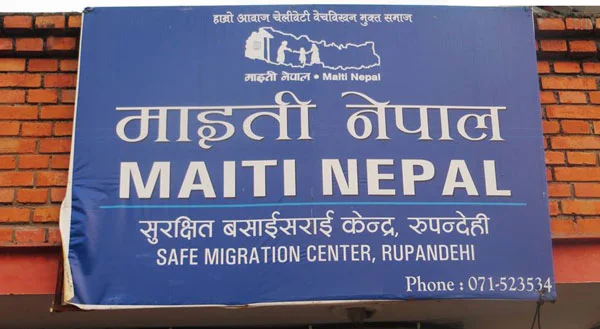 हाम्रो आवाज चेलीवेटी वेचविखन मुक्त समाज
माइती नेपाल • Maiti Nepal
माइती नेपाल
MAITI NEPAL
सुरक्षित बसाईसराई केन्द्र, रुपन्देही
SAFE MIGRATION CENTER, RUPANDEHI
Phone : 071-523534